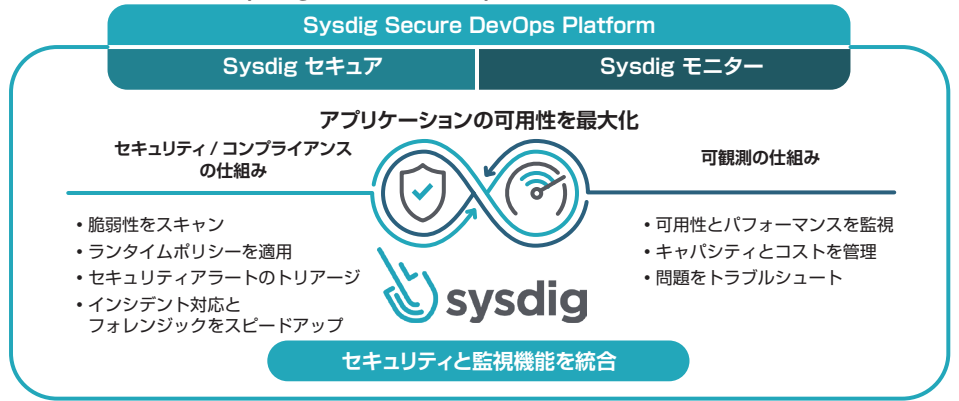 Sysdig Secure DevOps Platform
Sysdig セキュア
Sysdig モニター
アプリケーションの可用性を最大化
セキュリティ / コンプライアンス
の仕組み
可観測の仕組み
• 脆弱性をスキャン
• ランタイムポリシーを適用
• セキュリティアラートのトリアージ
• インシデント対応と
フォレンジックをスピードアップ
• 可用性とパフォーマンスを監視
• キャパシティとコストを管理
• 問題をトラブルシュート
sysdig
セキュリティと監視機能を統合